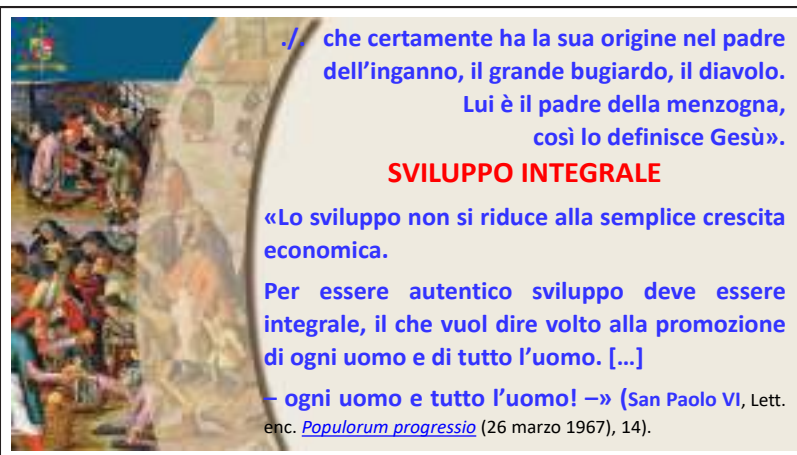 ./. che certamente ha la sua origine nel padre
dell’inganno, il grande bugiardo, il diavolo.
Lui è il padre della menzogna,
così lo definisce Gesù».
SVILUPPO INTEGRALE
«Lo sviluppo non si riduce alla semplice crescita
economica.
Per essere autentico sviluppo deve essere
integrale, il che vuol dire volto alla promozione
di ogni uomo e di tutto l’uomo. […]
– ogni uomo e tutto l’uomo! –» (San Paolo VI, Lett.
enc. Populorum progressio (26 marzo 1967), 14).